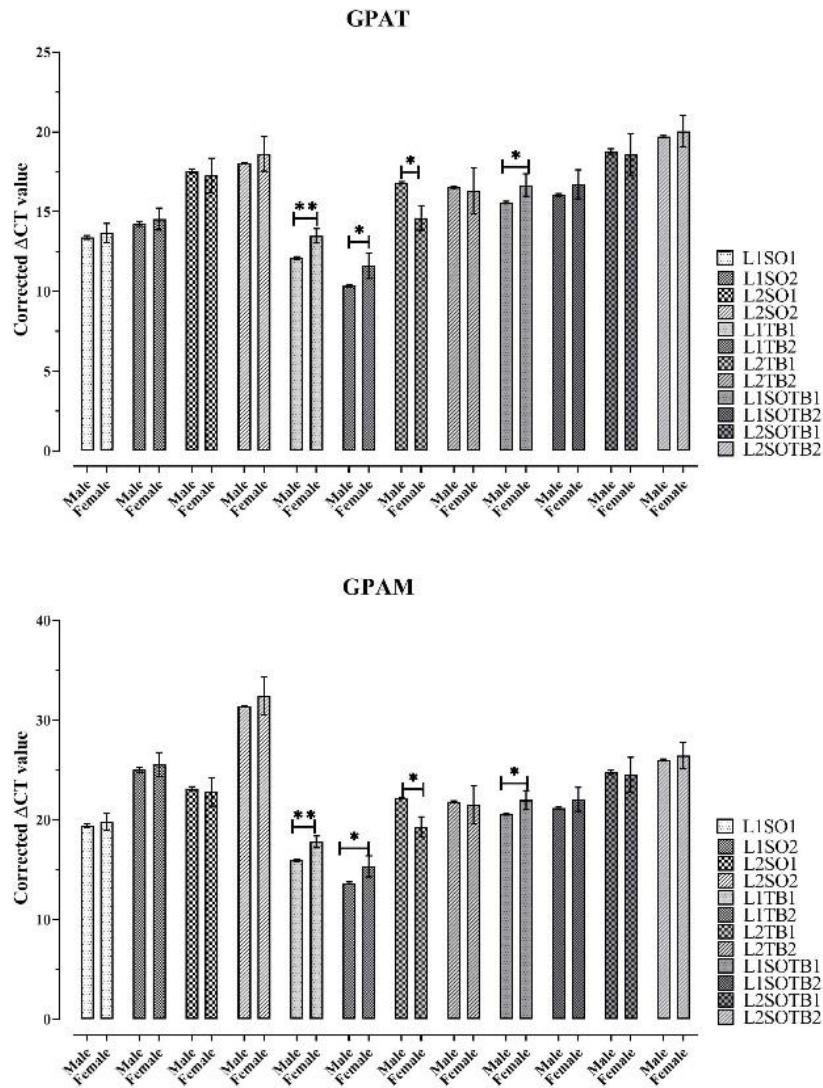 GPAT
Corrected ΔCT value
25
20
15
10
5
0
**
*
*
*
Male Female Male Female Male Female Male Female Male Female Male Female Male Female Male Female Male Female Male Female Male Female Male Female
L1SO1
L1SO2
L2SO1
L2SO2
L1TB1
L1TB2
L2TB1
L2TB2
L1SOTB1
L1SOTB2
L2SOTB1
L2SOTB2
GPAM
Corrected ΔCT value
40
30
20
10
0
**
*
*
*
Male Female Male Female Male Female Male Female Male Female Male Female Male Female Male Female Male Female Male Female Male Female Male Female
L1SO1
L1SO2
L2SO1
L2SO2
L1TB1
L1TB2
L2TB1
L2TB2
L1SOTB1
L1SOTB2
L2SOTB1
L2SOTB2